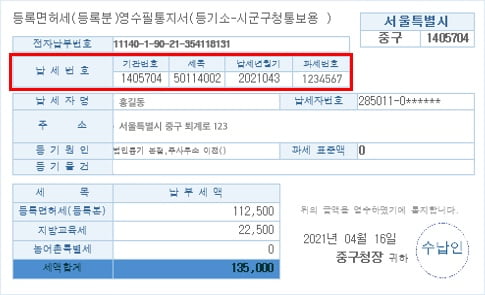 등록면허세(등록분)영수필통지서(등기소-시군구청통보용 )
서울특별시
중구 1405704
전자납부번호 11140-1-90-21-354118131
납세번호 기관번호 세목 납세년월기 과세번호
1405704 50114002 2021043 1234567
납세자명 홍길동 납세자번호 285011-0******
주 소 서울특별시 중구 퇴계로 123
등기원인 법인등기 본점,주사무소 이전() 과세 표준액 0
등기물건
세 목 납부세액
등록면허세(등록분) 112,500
지방교육세 22,500
농어촌특별세 0
세액합계 135,000
위의 금액을 영수하였기에 통지합니다.
2021년 04월 16일
중구청장 귀하
수납인